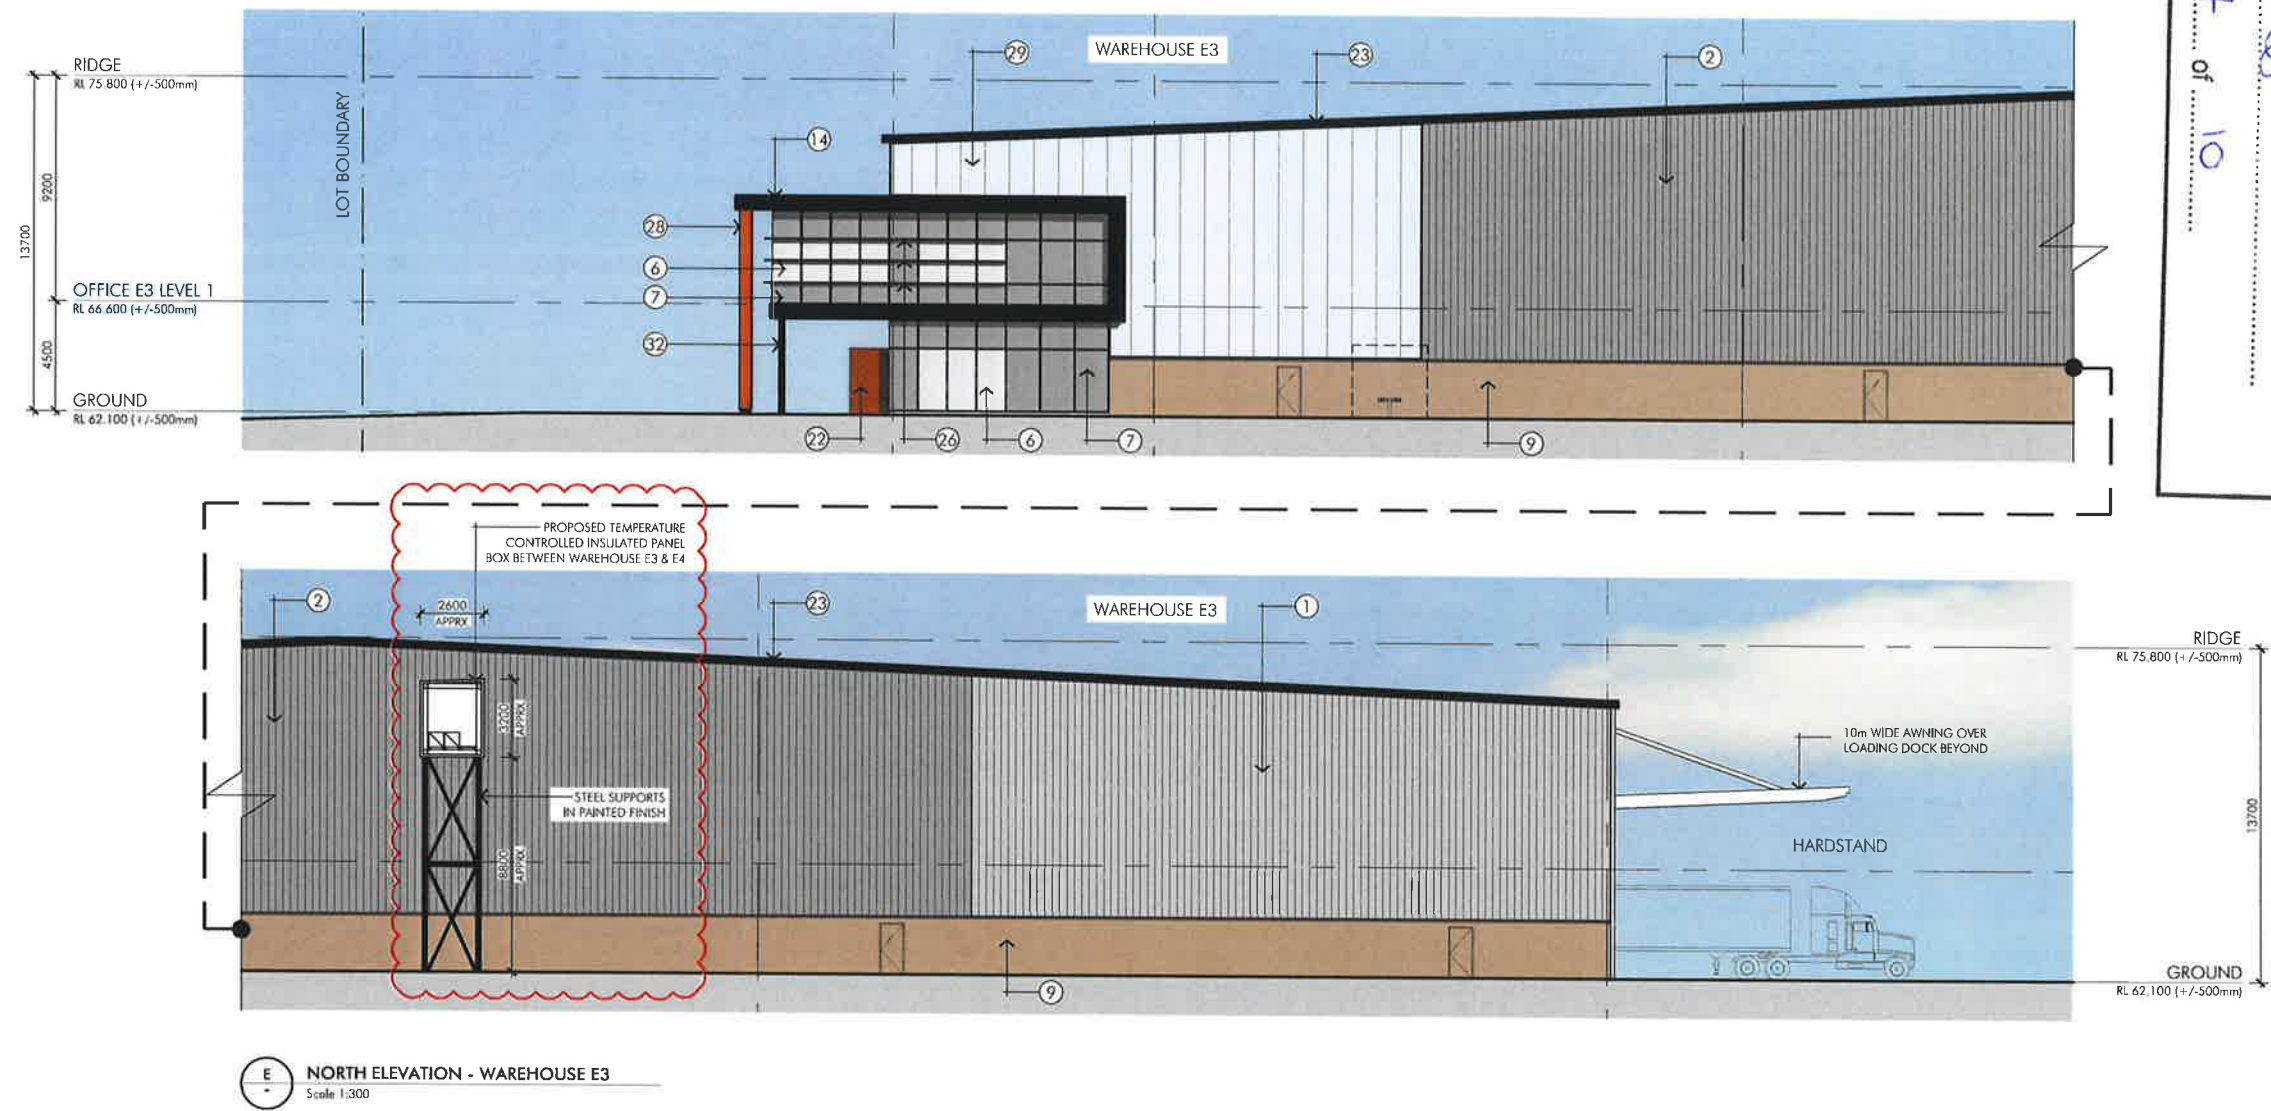 WAREHOUSE E3
29
23
2
RIDGE
RL 75.800 (+/-500mm)
LOT BOUNDARY
14
9200
13700
28
6
7
OFFICE E3 LEVEL 1
RL 66.600 (+/-500mm)
32
4500
GROUND
RL 62.100 (+/-500mm)
22
26
6
7
9
of 10
PROPOSED TEMPERATURE
CONTROLLED INSULATED PANEL
BOX BETWEEN WAREHOUSE E3 & E4
2
2600
APPRX
23
WAREHOUSE E3
1
RIDGE
RL 75.800 (+/-500mm)
3200
APPRX
10m WIDE AWNING OVER
LOADING DOCK BEYOND
STEEL SUPPORTS
IN PAINTED FINISH
13700
HARDSTAND
8800
APPRX
GROUND
RL 62.100 (+/-500mm)
9
E
NORTH ELEVATION - WAREHOUSE E3
Scale 1:300